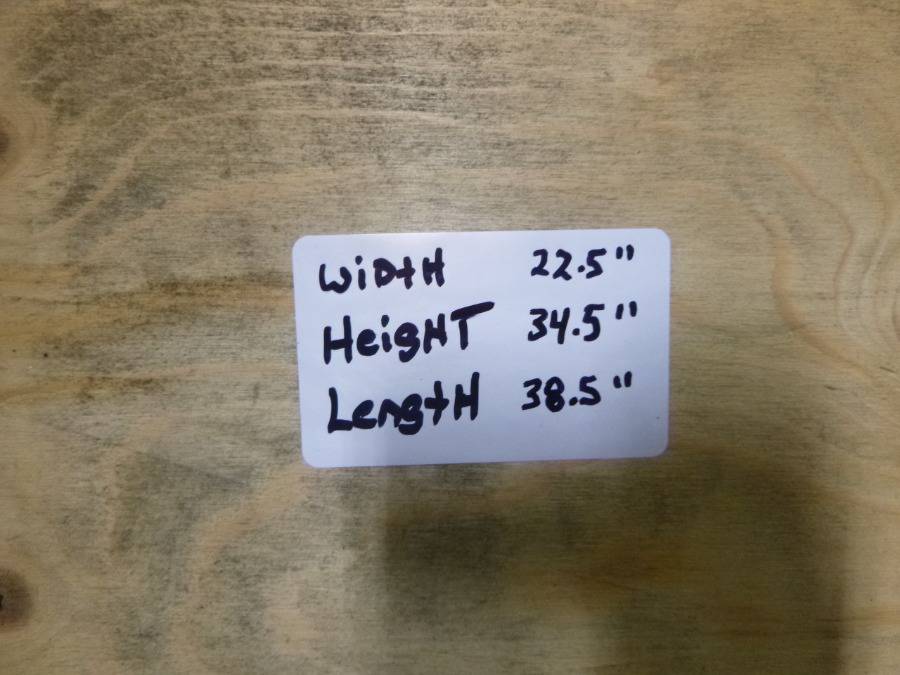 WiDtH 22.5"
HeigHT 34.5"
LengtH 38.5"